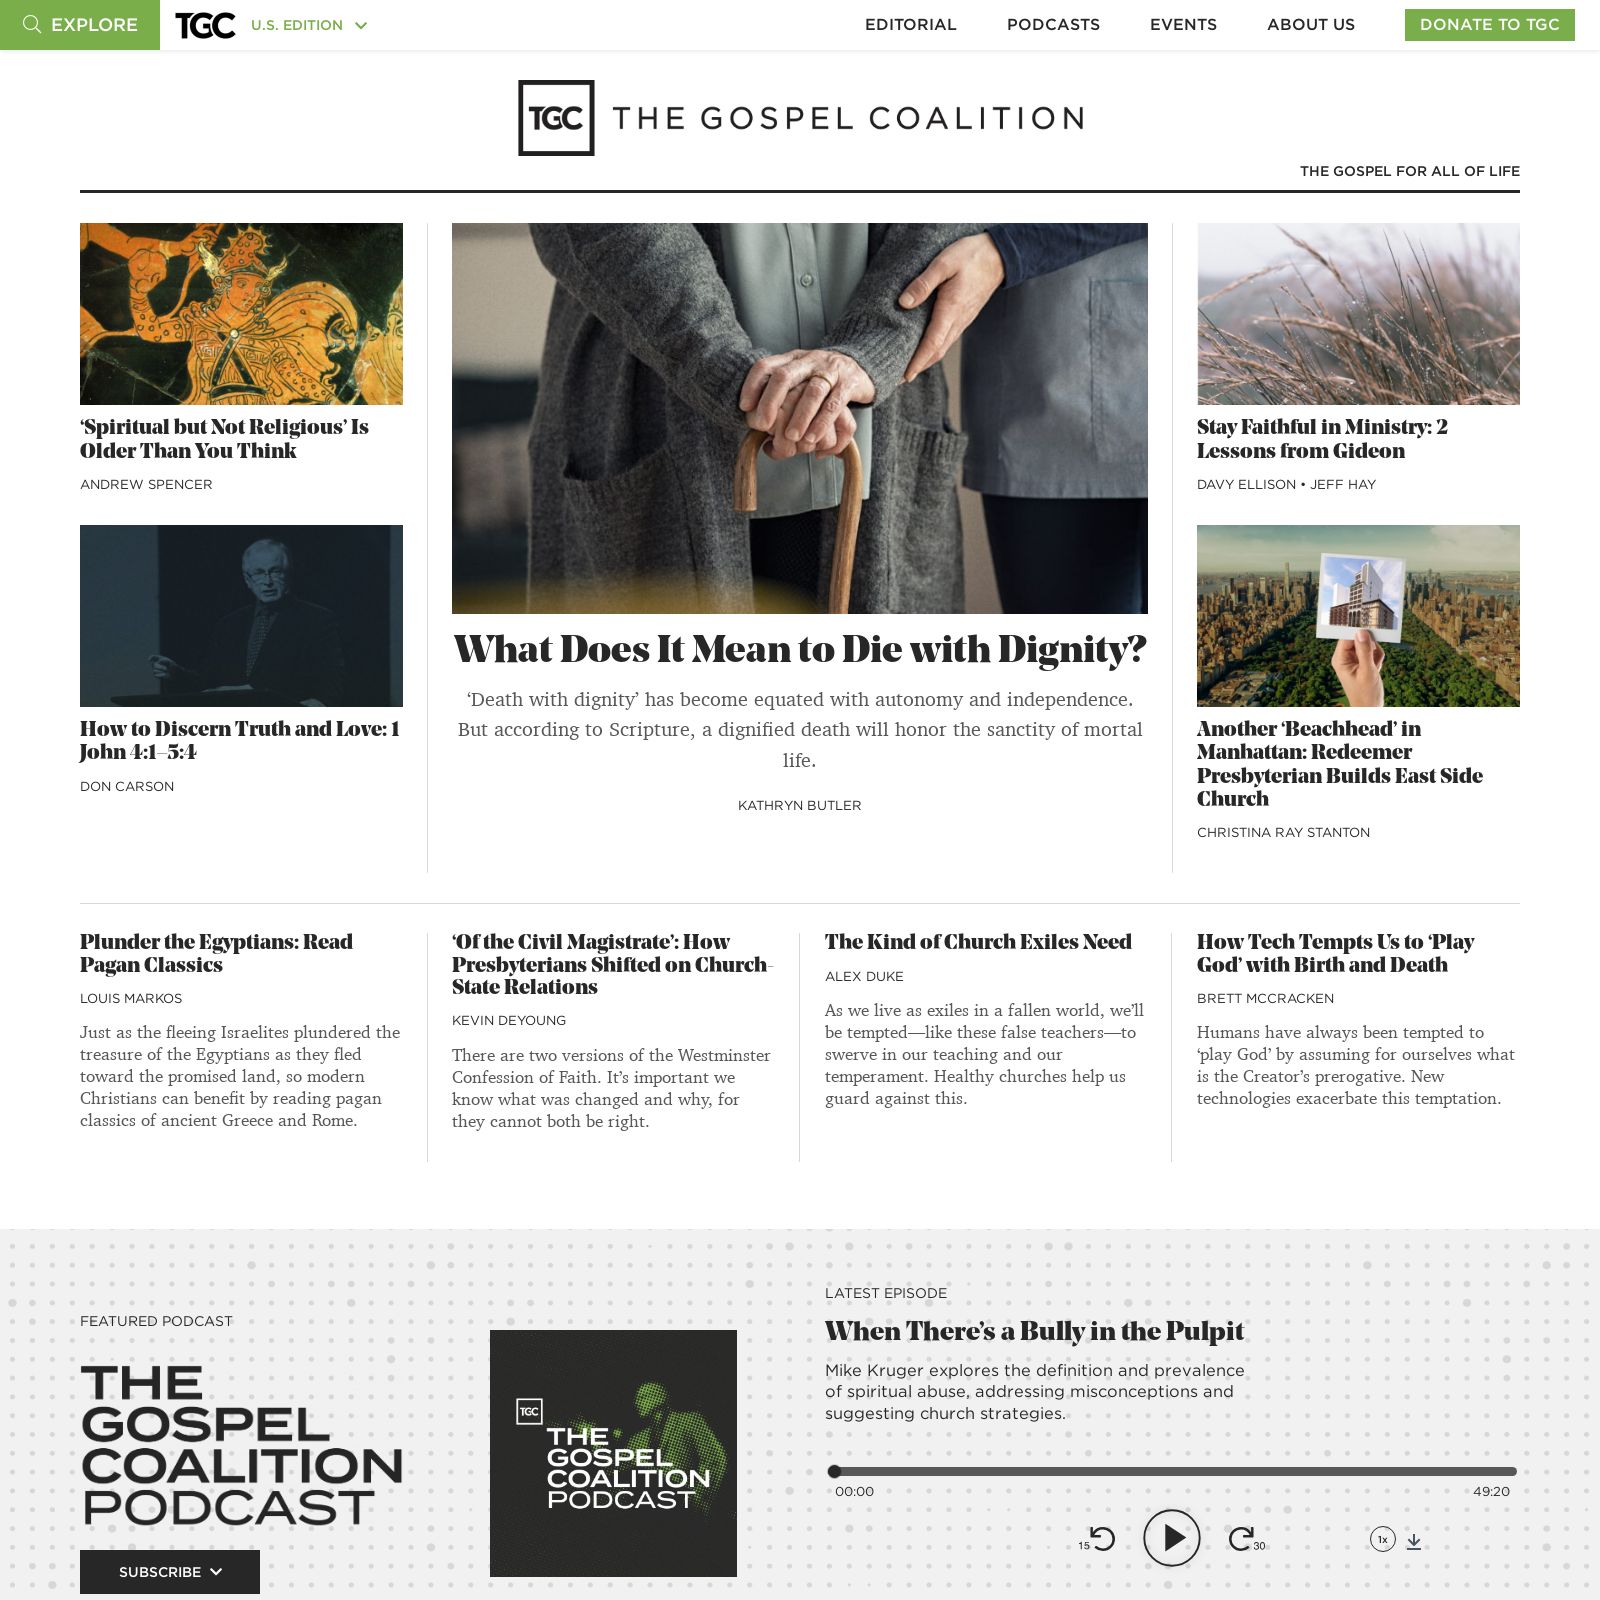 EXPLORE
TGC
U.S. EDITION
EDITORIAL
PODCASTS
EVENTS
ABOUT US
DONATE TO TGC
TGC THE GOSPEL COALITION
THE GOSPEL FOR ALL OF LIFE
‘Spiritual but Not Religious’ Is
Older Than You Think
ANDREW SPENCER
How to Discern Truth and Love: 1
John 4:1–5:4
DON CARSON
What Does It Mean to Die with Dignity?
‘Death with dignity’ has become equated with autonomy and independence.
But according to Scripture, a dignified death will honor the sanctity of mortal
life.
KATHRYN BUTLER
Stay Faithful in Ministry: 2
Lessons from Gideon
DAVY ELLISON • JEFF HAY
Another ‘Beachhead’ in
Manhattan: Redeemer
Presbyterian Builds East Side
Church
CHRISTINA RAY STANTON
Plunder the Egyptians: Read
Pagan Classics
LOUIS MARKOS
Just as the fleeing Israelites plundered the
treasure of the Egyptians as they fled
toward the promised land, so modern
Christians can benefit by reading pagan
classics of ancient Greece and Rome.
‘Of the Civil Magistrate’: How
Presbyterians Shifted on Church-
State Relations
KEVIN DEYOUNG
There are two versions of the Westminster
Confession of Faith. It’s important we
know what was changed and why, for
they cannot both be right.
The Kind of Church Exiles Need
ALEX DUKE
As we live as exiles in a fallen world, we’ll
be tempted—like these false teachers—to
swerve in our teaching and our
temperament. Healthy churches help us
guard against this.
How Tech Tempts Us to ‘Play
God’ with Birth and Death
BRETT MCCRACKEN
Humans have always been tempted to
‘play God’ by assuming for ourselves what
is the Creator’s prerogative. New
technologies exacerbate this temptation.
FEATURED PODCAST
THE
GOSPEL
COALITION
PODCAST
SUBSCRIBE
TGC
THE
GOSPEL
COALITION
PODCAST
LATEST EPISODE
When There’s a Bully in the Pulpit
Mike Kruger explores the definition and prevalence
of spiritual abuse, addressing misconceptions and
suggesting church strategies.
00:00
49:20
15
30
1x